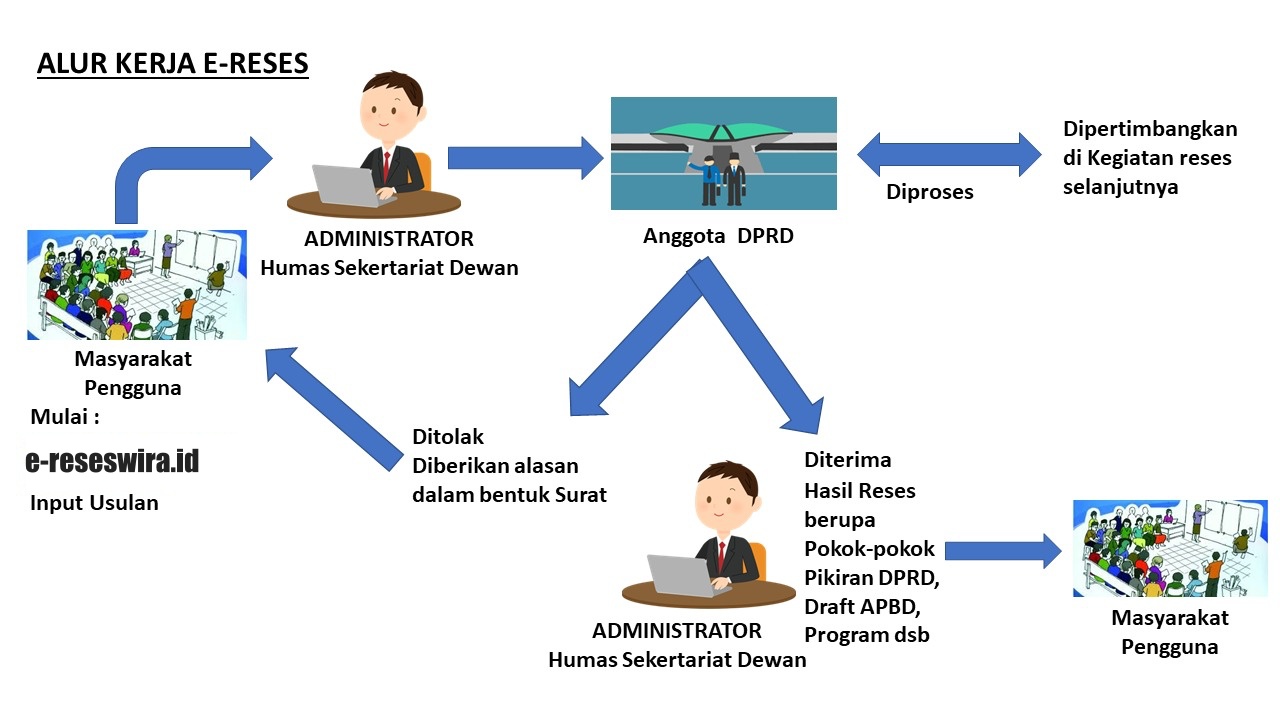 ALUR KERJA E-RESES
ADMINISTRATOR
Humas Sekertariat Dewan
Anggota DPRD
Diproses
Dipertimbangkan
di Kegiatan reses
selanjutnya
Masyarakat
Pengguna
Mulai :
e-reseswira.id
Input Usulan
Ditolak
Diberikan alasan
dalam bentuk Surat
ADMINISTRATOR
Humas Sekertariat Dewan
Diterima
Hasil Reses
berupa
Pokok-pokok
Pikiran DPRD,
Draft APBD,
Program dsb
Masyarakat
Pengguna